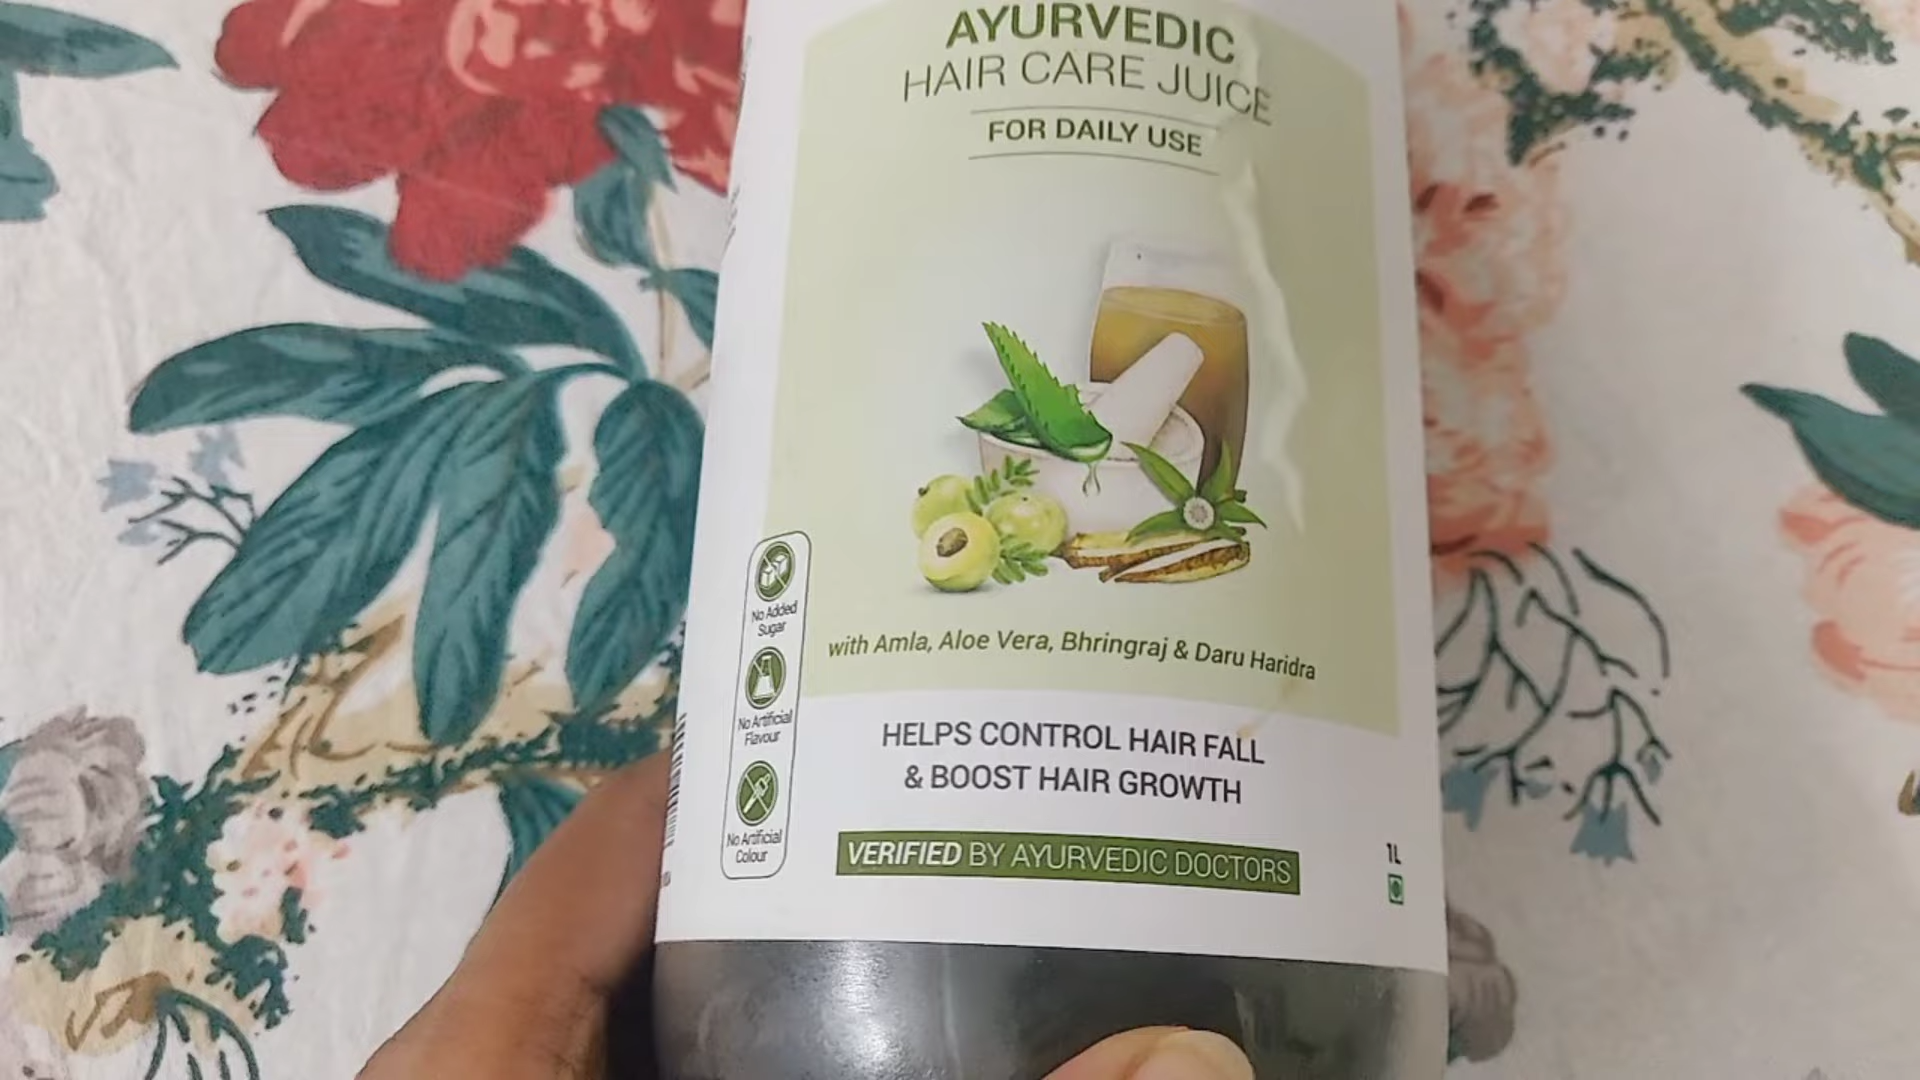 AYURVEDIC
HAIR CARE JUICE
FOR DAILY USE
with Amla, Aloe Vera, Bhringraj & Daru Haridra
No Added
Sugar
No Artificial
Flavour
No Artificial
Colour
HELPS CONTROL HAIR FALL
& BOOST HAIR GROWTH
VERIFIED BY AYURVEDIC DOCTORS
1L